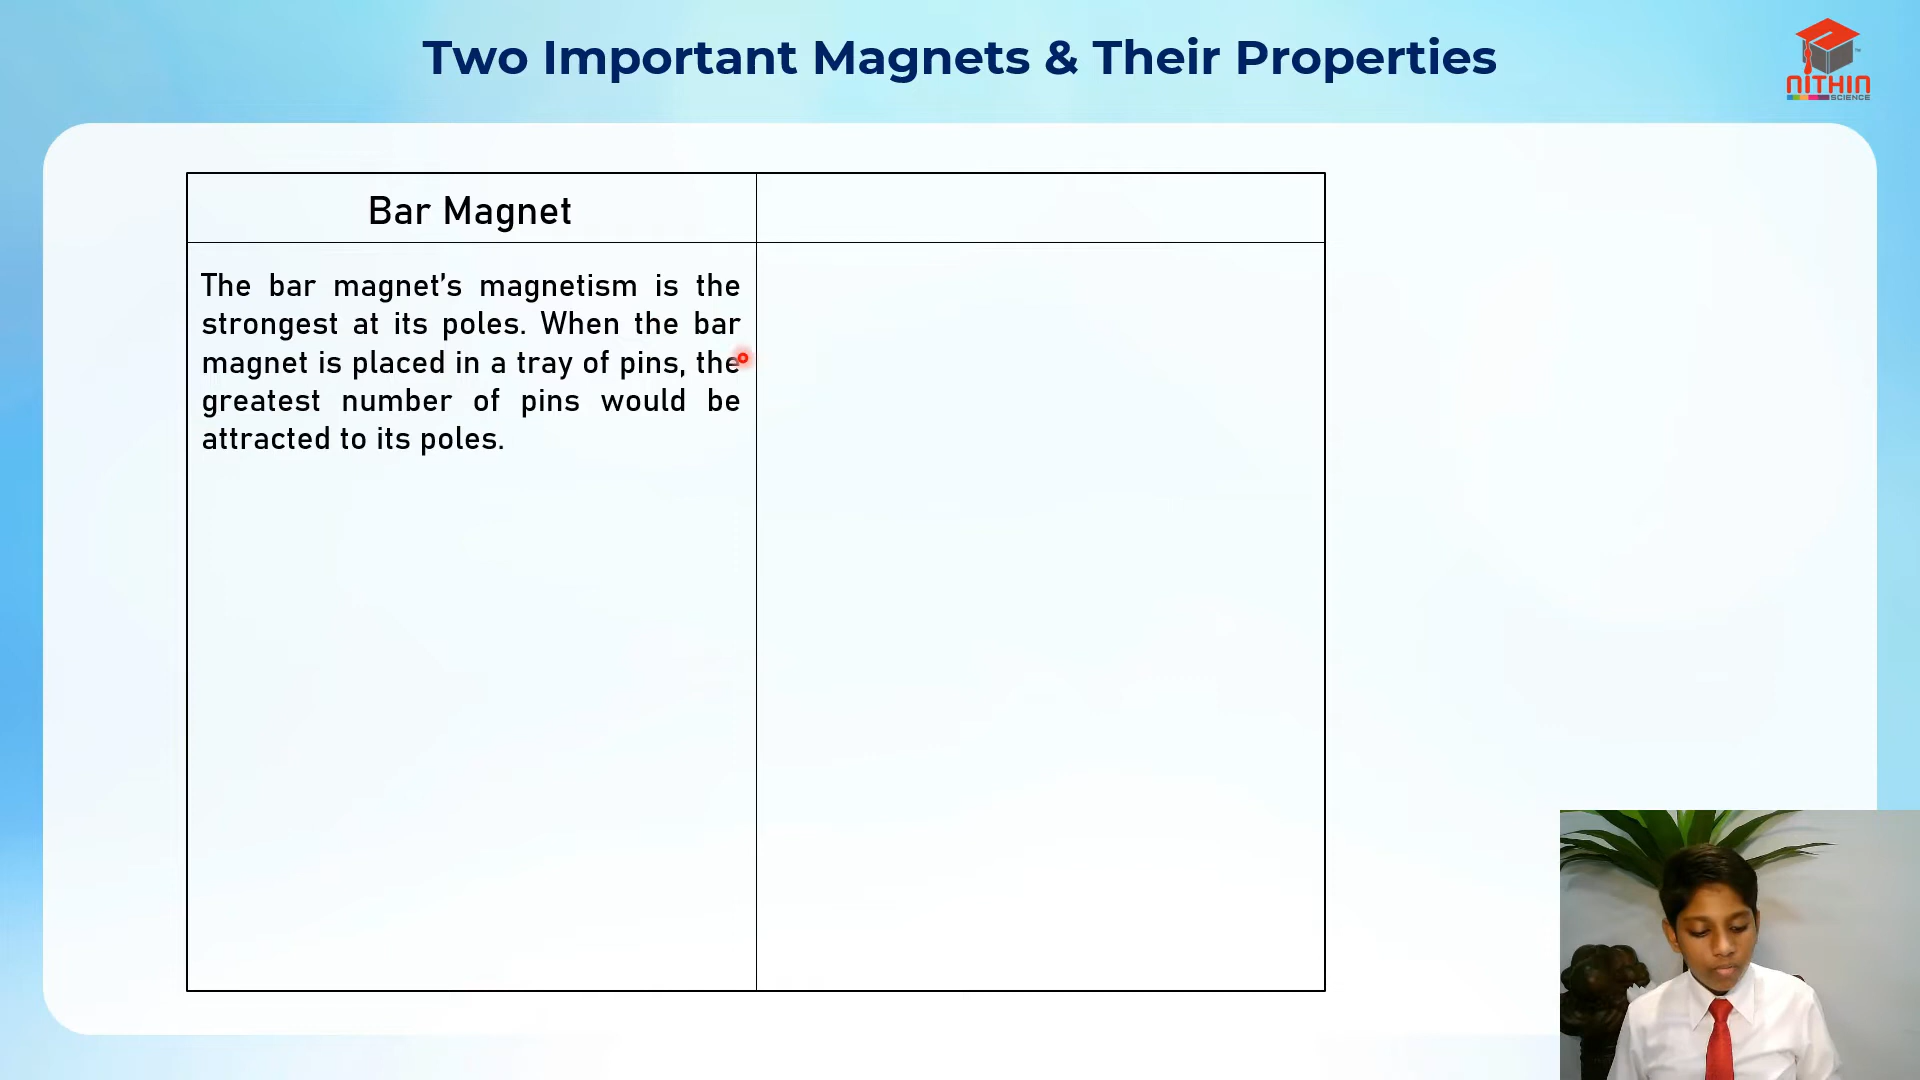 Two Important Magnets & Their Properties
NITHIN
SCIENCE
Bar Magnet
The bar magnet’s magnetism is the
strongest at its poles. When the bar
magnet is placed in a tray of pins, the
greatest number of pins would be
attracted to its poles.